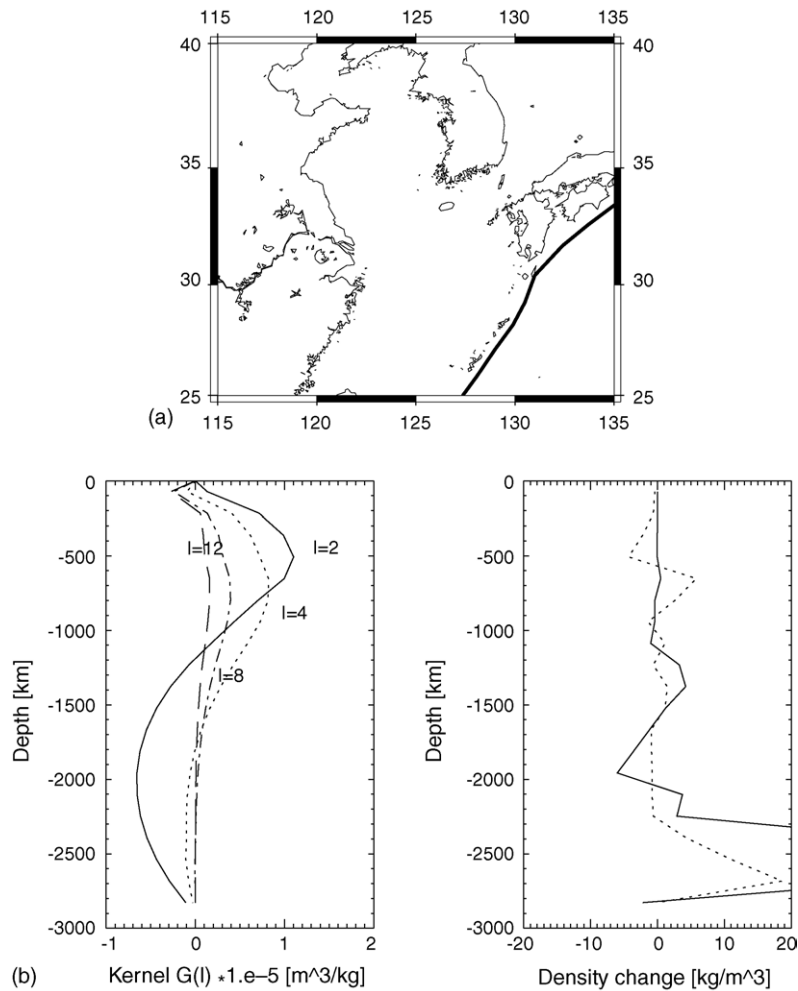 115 120 125 130 135
40 40
35 35
30 30
25 25
115 120 125 130 135
(a)
0
-500
-1000
-1500
-2000
-2500
-3000
Depth [km]
l=12
l=2
l=4
l=8
-1 0 1 2
(b) Kernel G(l) *1.e–5 [m^3/kg]
0
-500
-1000
-1500
-2000
-2500
-3000
Depth [km]
-20 -10 0 10 20
Density change [kg/m^3]